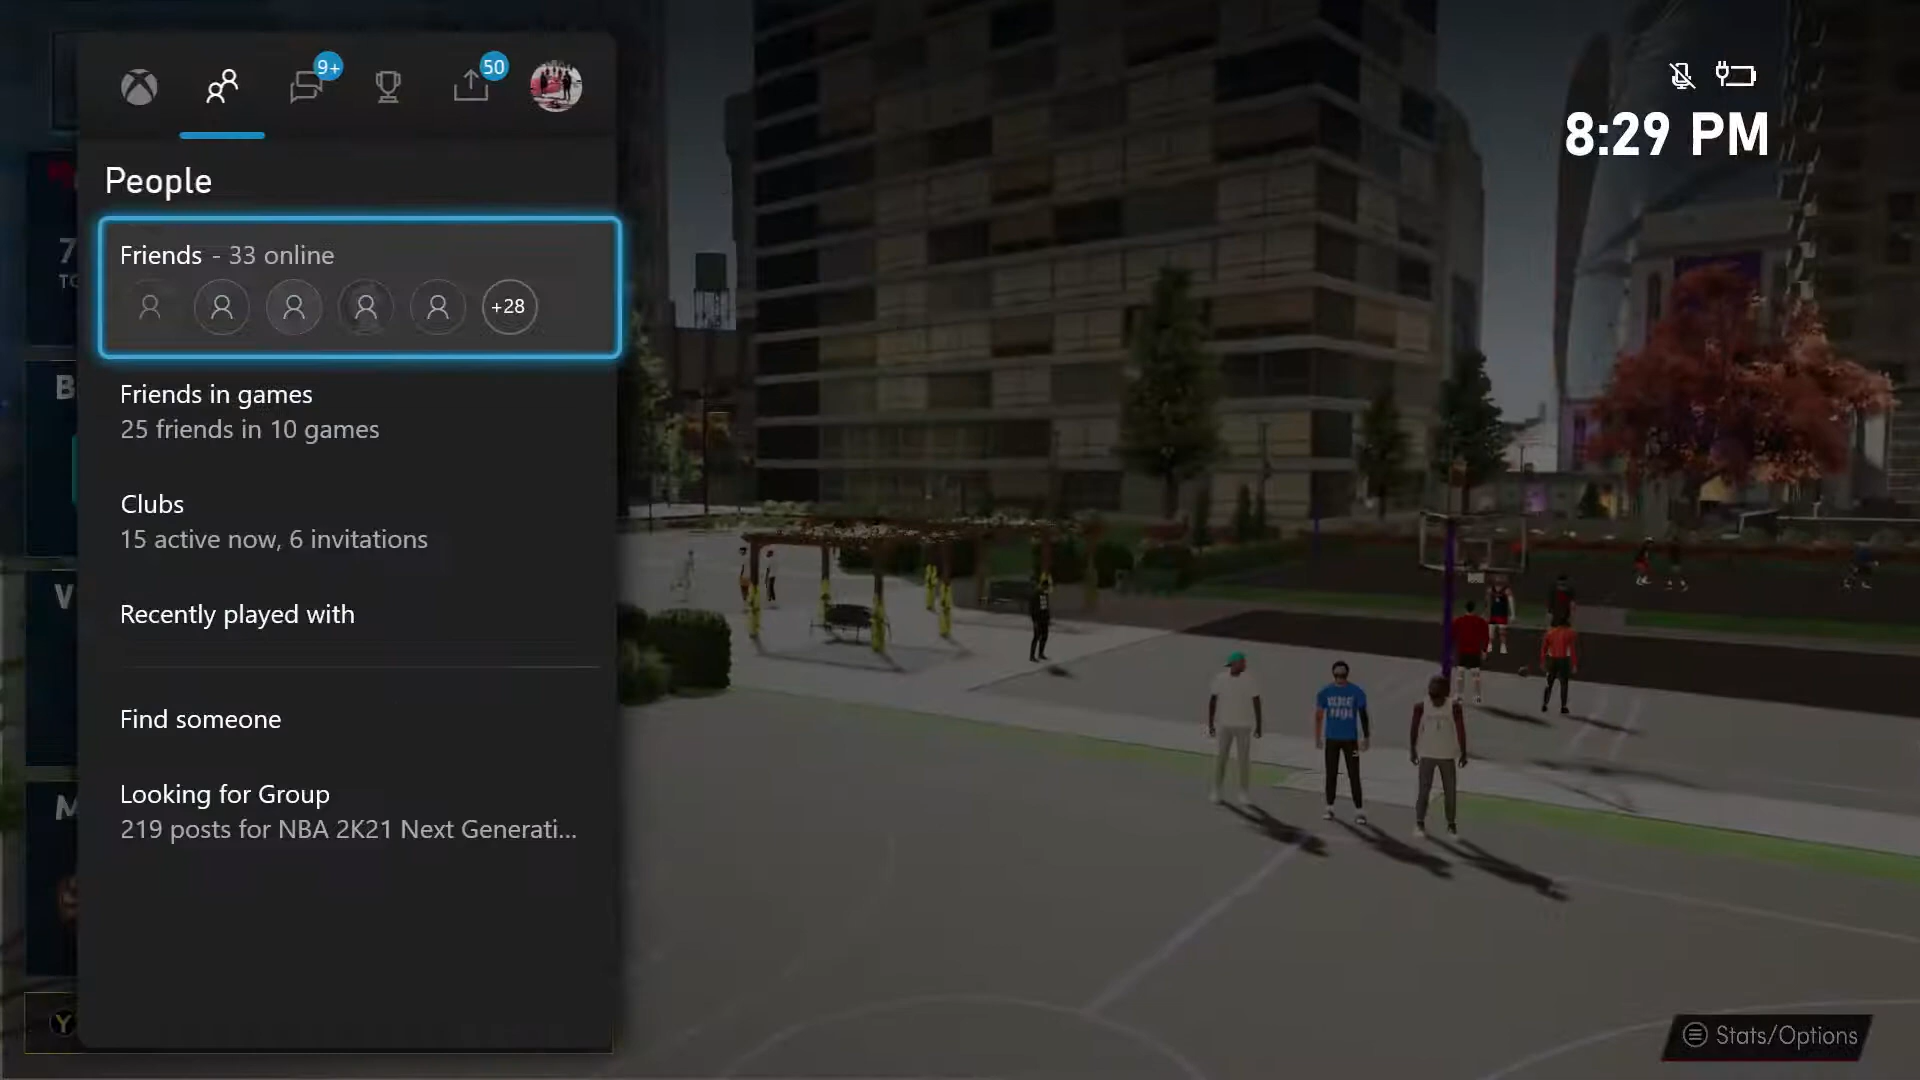 9+
50
8:29 PM
People
Friends - 33 online
+28
Friends in games
25 friends in 10 games
Clubs
15 active now, 6 invitations
Recently played with
Find someone
Looking for Group
219 posts for NBA 2K21 Next Generati...
7
B
V
M
Y
Stats/Options